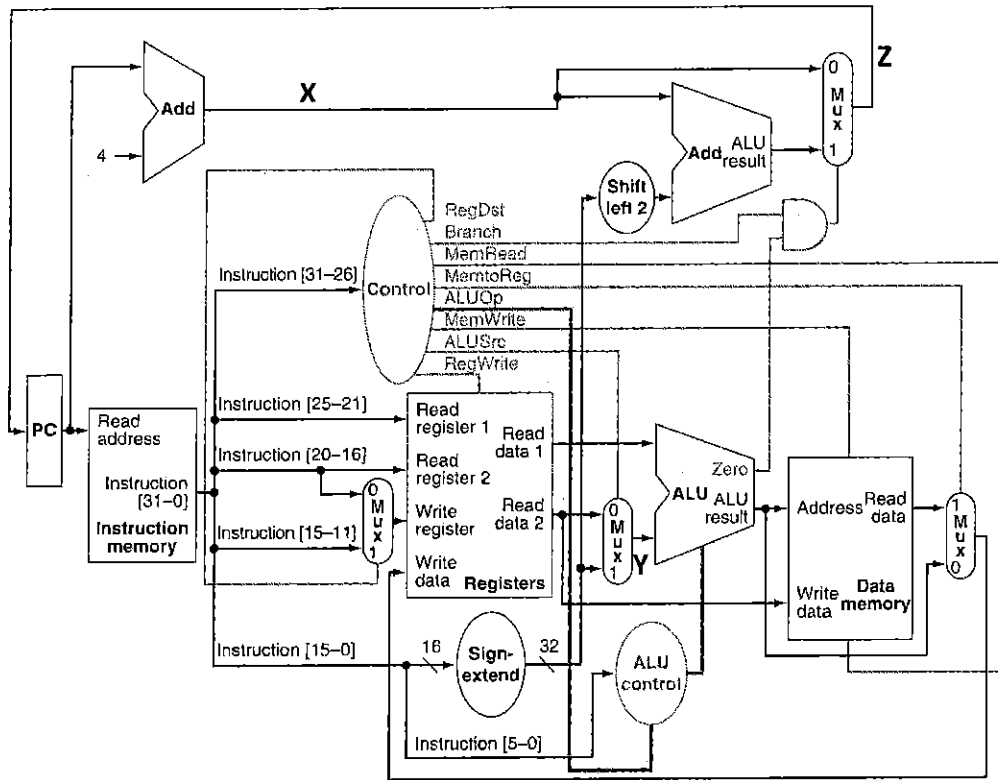 Z
0
M
u
x
1
X
Add
4
Add
ALU
result
Shift
left 2
RegDst
Branch
MemRead
MemtoReg
ALUOp
MemWrite
ALUSrc
RegWrite
Control
Instruction [31–26]
PC
Read
address
Instruction
[31–0]
Instruction
memory
Instruction [25–21]
Instruction [20–16]
Instruction [15–11]
0
M
u
x
1
Read
register 1
Read
register 2
Write
register
Write
data
Read
data 1
Read
data 2
Registers
0
M
u
x
1
Y
Zero
ALU
ALU
result
Address
Read
data
Write
data
Data
memory
1
M
u
x
0
Instruction [15–0]
16
Sign-
extend
32
ALU
control
Instruction [5–0]